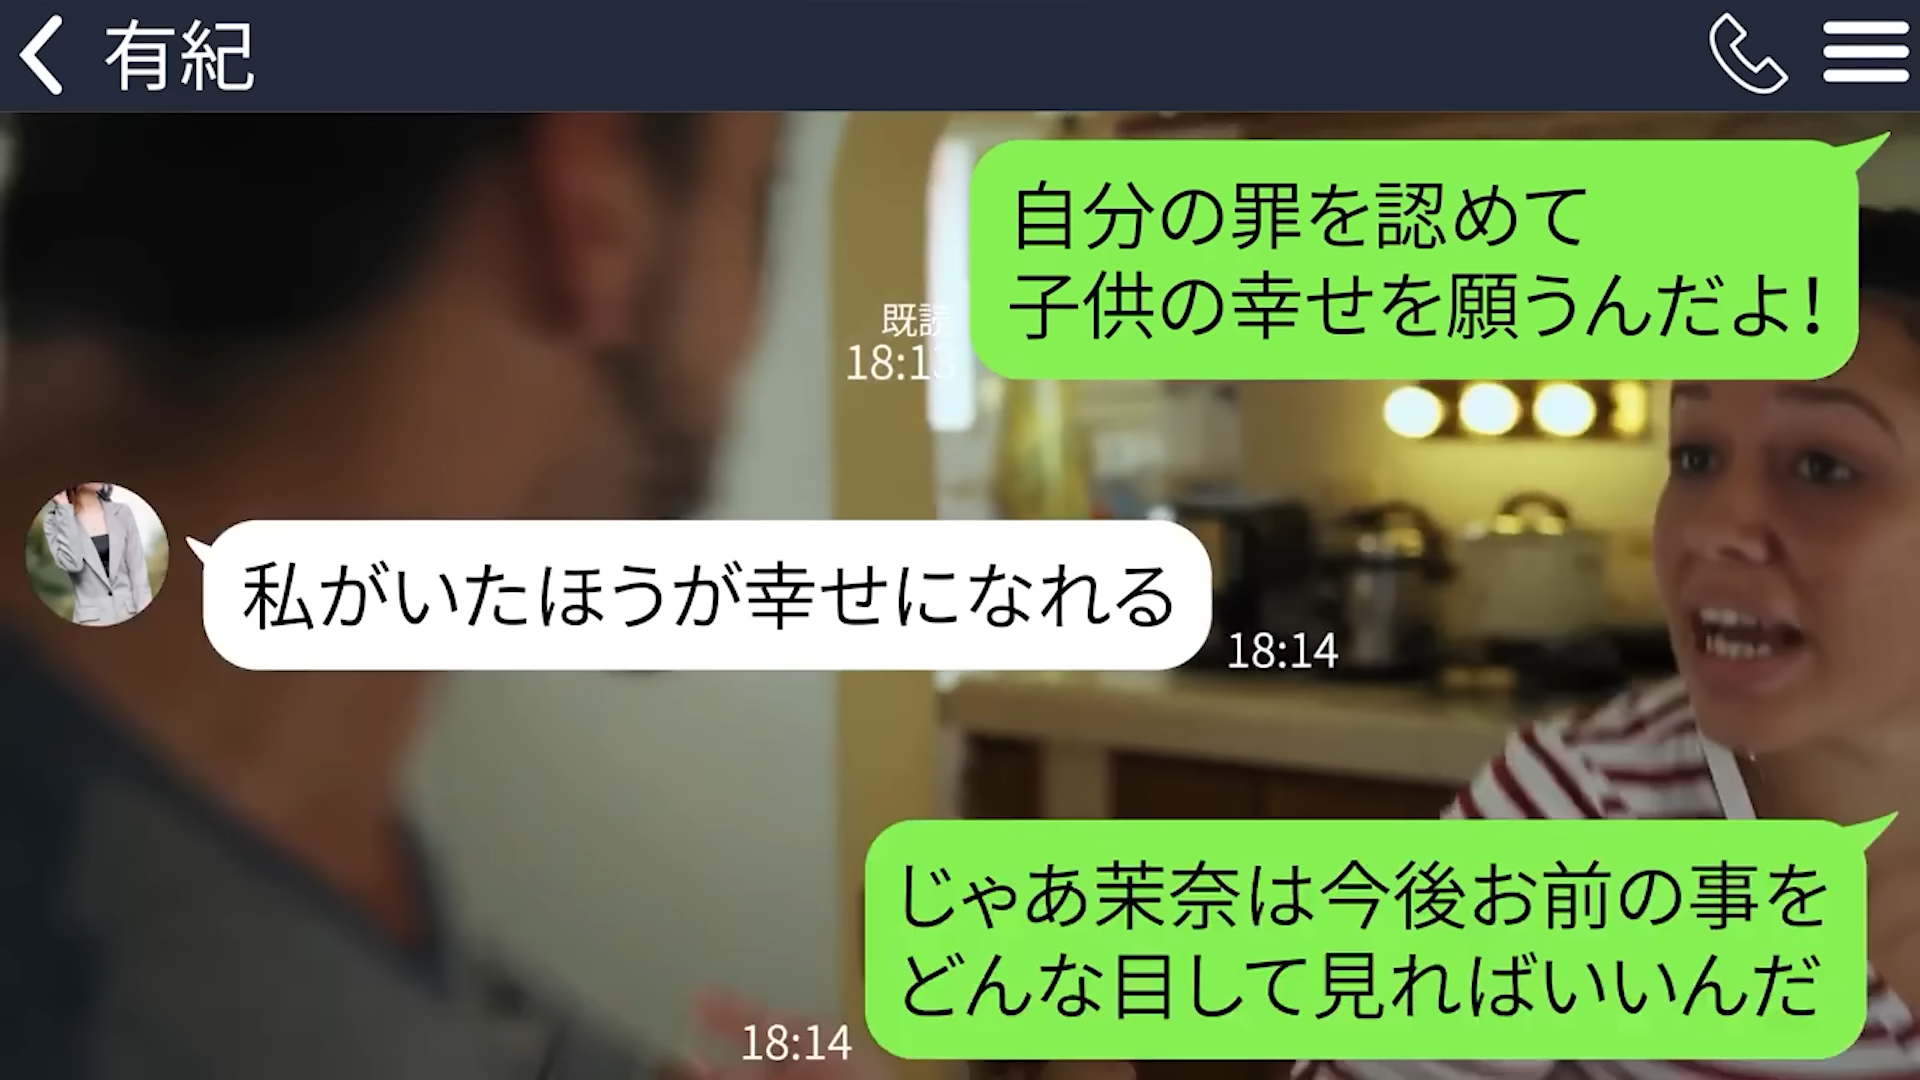 有紀
自分の罪を認めて
子供の幸せを願うんだよ！
既読
18:13
私がいたほうが幸せになれる
18:14
じゃあ茉奈は今後お前の事を
どんな目して見ればいいんだ
18:14